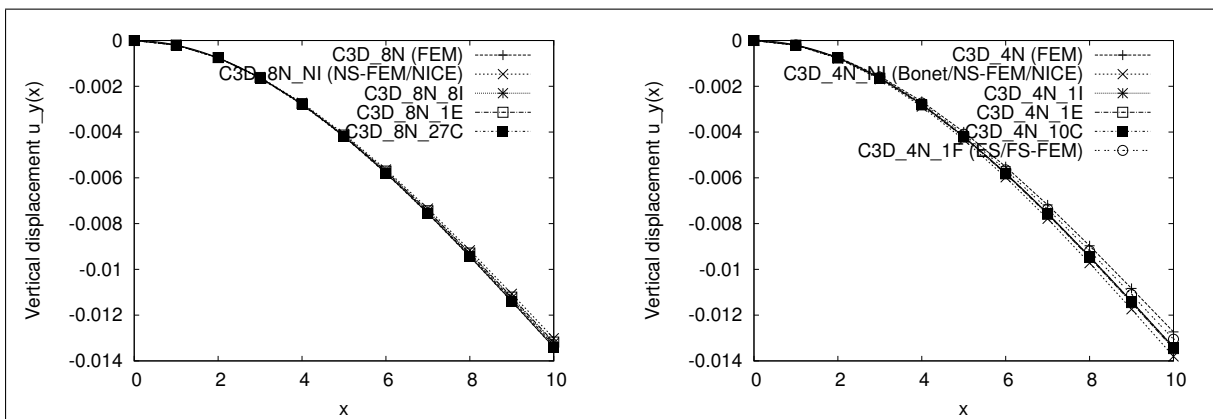 0
-0.002
-0.004
-0.006
-0.008
-0.01
-0.012
-0.014
0
2
4
6
8
10
Vertical displacement u_y(x)
x
C3D_8N (FEM)
C3D_8N_NI (NS-FEM/NICE)
C3D_8N_8I
C3D_8N_1E
C3D_8N_27C
0
-0.002
-0.004
-0.006
-0.008
-0.01
-0.012
-0.014
0
2
4
6
8
10
Vertical displacement u_y(x)
x
C3D_4N (FEM)
C3D_4N_NI (Bonet/NS-FEM/NICE)
C3D_4N_1I
C3D_4N_1E
C3D_4N_10C
C3D_4N_1F (ES/FS-FEM)